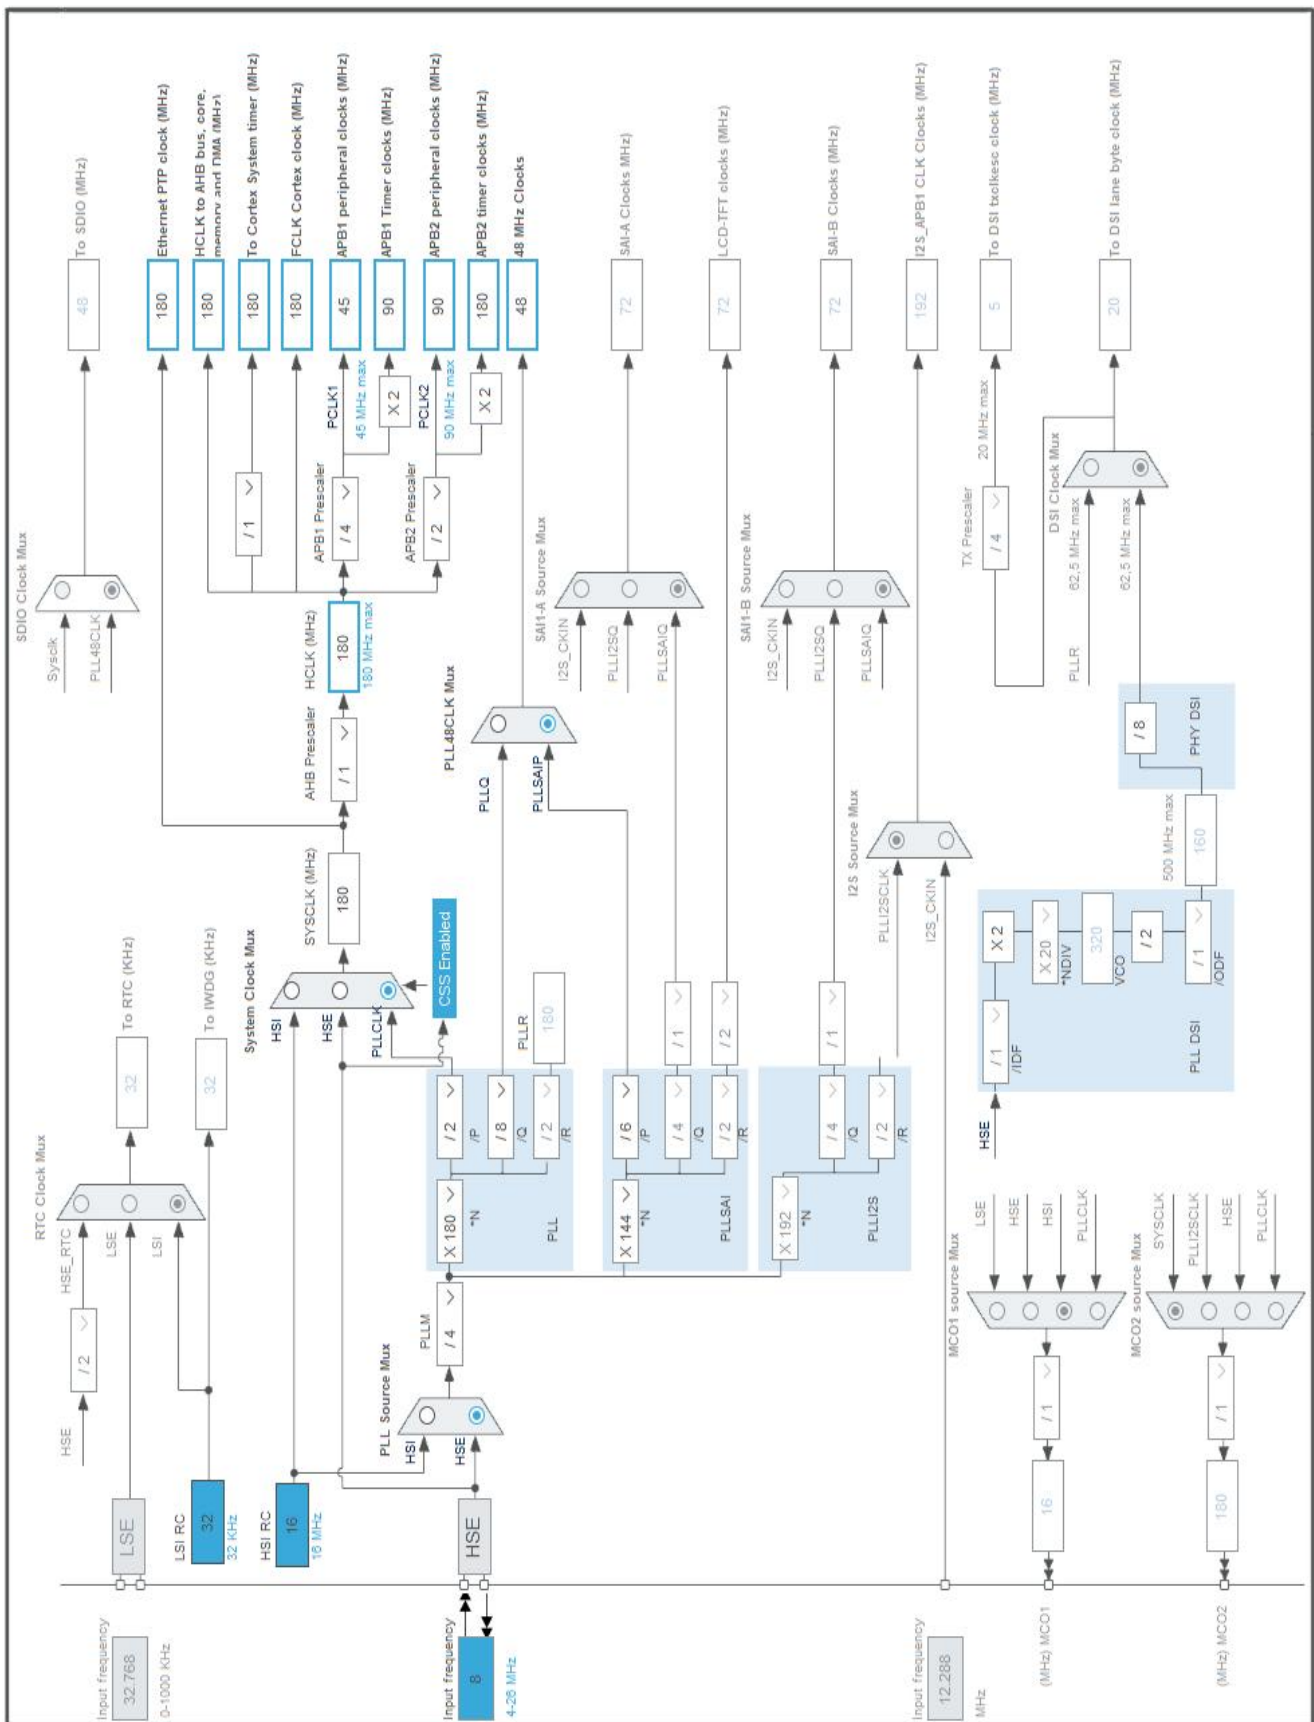 Input frequency
32.768
0-1000 KHz
LSE
HSE
/ 2
HSE_RTC
LSE
LSI
RTC Clock Mux
32
To RTC (KHz)
LSI RC
32
32 KHz
32
To IWDG (KHz)
HSI RC
16
16 MHz
Input frequency
8
4-26 MHz
HSE
PLL Source Mux
HSI
HSE
PLLM
/ 4
X 180
*N
/ 2
/P
/ 8
/Q
/ 2
/R
PLL
PLLR
180
System Clock Mux
HSI
HSE
PLLCLK
CSS Enabled
SYSCLK (MHz)
180
AHB Prescaler
/ 1
HCLK (MHz)
180
180 MHz max
SDIO Clock Mux
Sysclk
PLL48CLK
48
To SDIO (MHz)
180
Ethernet PTP clock (MHz)
180
HCLK to AHB bus, core,
memory and DMA (MHz)
/ 1
180
To Cortex System timer (MHz)
180
FCLK Cortex clock (MHz)
APB1 Prescaler
/ 4
PCLK1
45 MHz max
45
APB1 peripheral clocks (MHz)
X 2
90
APB1 Timer clocks (MHz)
APB2 Prescaler
/ 2
PCLK2
90 MHz max
90
APB2 peripheral clocks (MHz)
X 2
180
APB2 timer clocks (MHz)
PLL48CLK Mux
PLLQ
PLLSAIP
48
48 MHz Clocks
X 144
*N
/ 6
/P
/ 4
/Q
/ 2
/R
PLLSAI
/ 1
/ 2
SAI1-A Source Mux
I2S_CKIN
PLLI2SQ
PLLSAIQ
72
SAI-A Clocks MHz)
72
LCD-TFT clocks (MHz)
X 192
*N
/ 4
/Q
/ 2
/R
PLLI2S
/ 1
SAI1-B Source Mux
I2S_CKIN
PLLI2SQ
PLLSAIQ
72
SAI-B Clocks (MHz)
I2S Source Mux
PLLI2SCLK
I2S_CKIN
192
I2S_APB1 CLK Clocks (MHz)
Input frequency
12.288
MHz
HSE
/ 1
/IDF
X 2
X 20
*NDIV
320
VCO
/ 2
/ 1
/ODF
PLL DSI
500 MHz max
160
/ 8
PHY DSI
PLLR
62,5 MHz max
62,5 MHz max
DSI Clock Mux
TX Prescaler
/ 4
20 MHz max
5
To DSI txclkesc clock (MHz)
20
To DSI lane byte clock (MHz)
MCO1 source Mux
LSE
HSE
HSI
PLLCLK
/ 1
16
(MHz) MCO1
MCO2 source Mux
SYSCLK
PLLI2SCLK
HSE
PLLCLK
/ 1
180
(MHz) MCO2